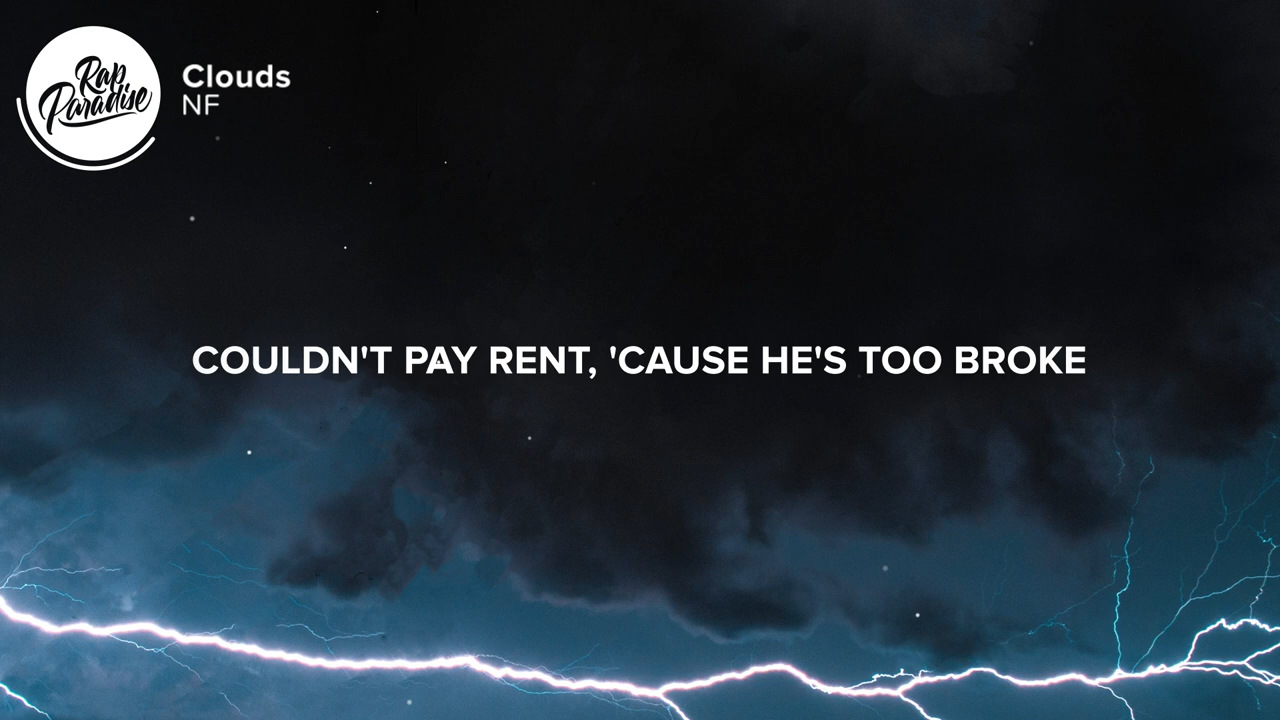 Rap
Paradise
Clouds
NF
COULDN'T PAY RENT, 'CAUSE HE'S TOO BROKE